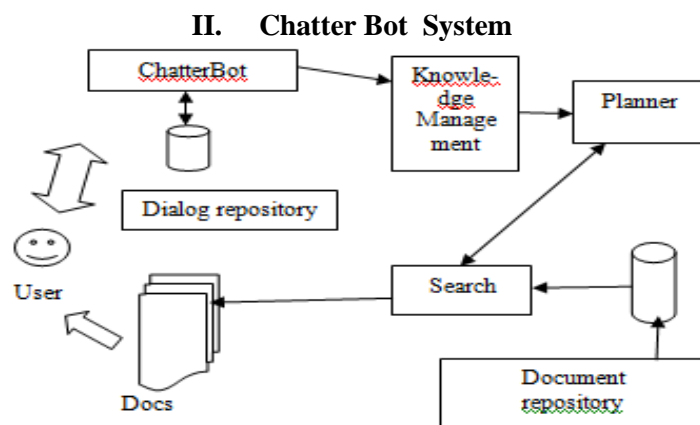 II. Chatter Bot System
ChatterBot
Knowle-
dge
Manage
ment
Planner
Dialog repository
User
Search
Docs
Document
repository